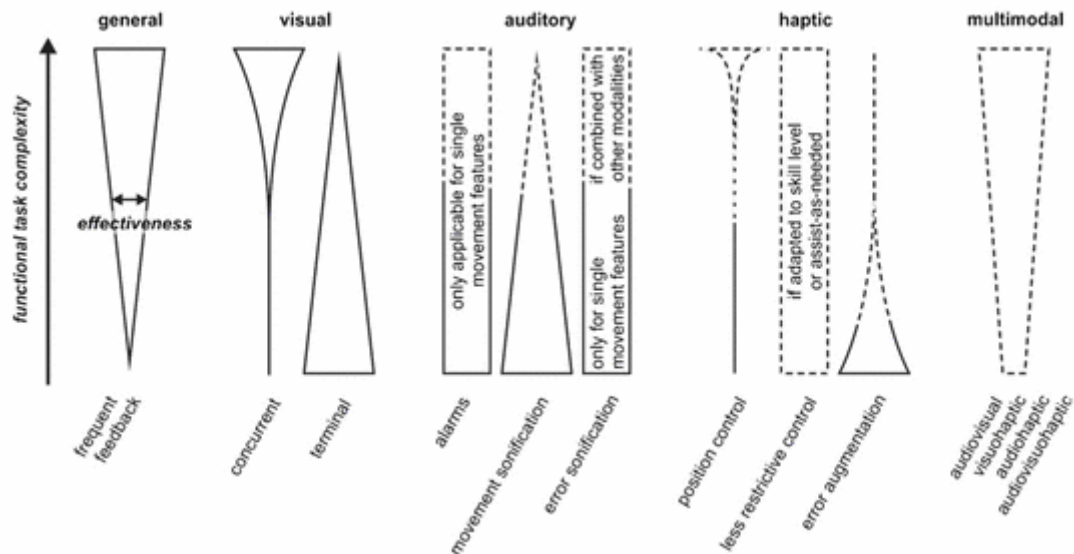 general
visual
auditory
haptic
multimodal
functional task complexity
effectiveness
only applicable for single
movement features
if combined with
other modalities
only for single
movement features
if adapted to skill level
or assist-as-needed
frequent
feedback
concurrent
terminal
alarms
movement sonification
error sonification
position control
less restrictive control
error augmentation
audiovisual
visuohaptic
audiohaptic
audiovisuohaptic